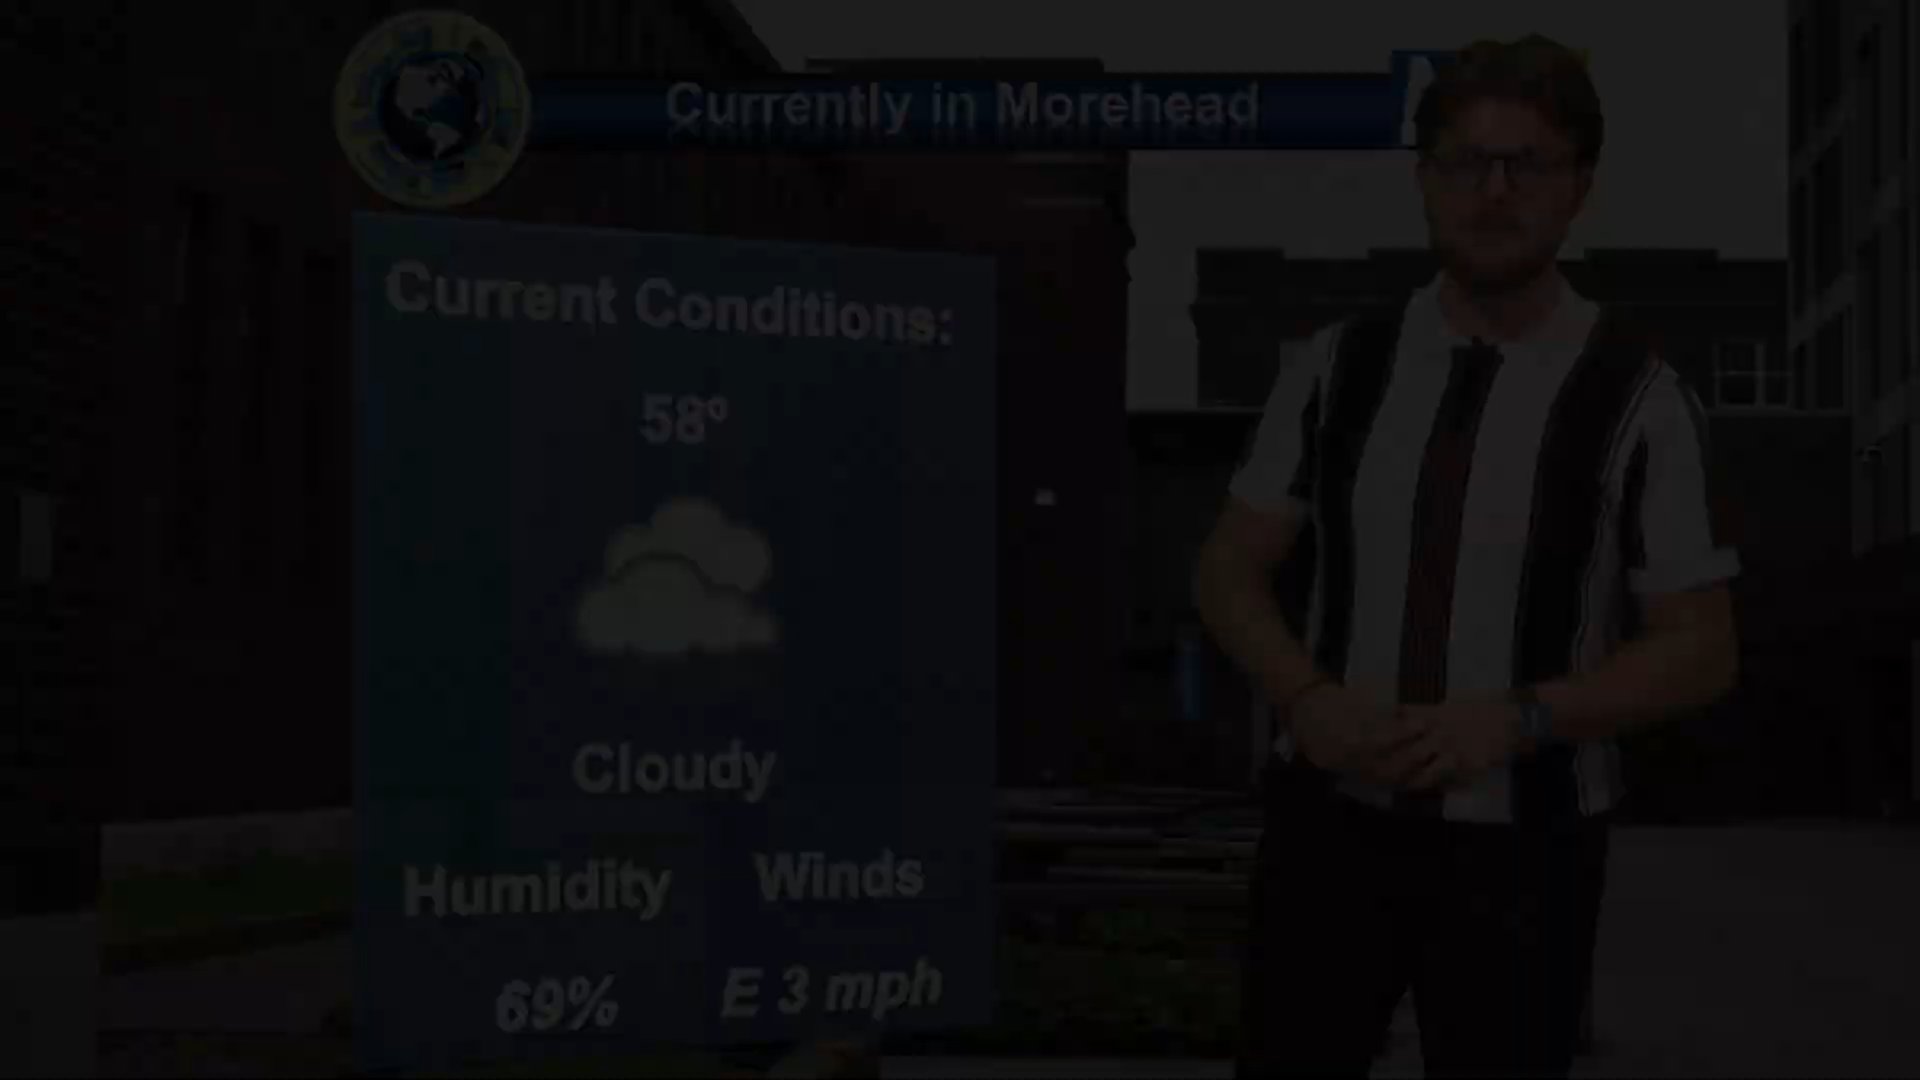 Currently in Morehead
Current Conditions:
58°
Cloudy
Humidity Winds
69% E 3 mph